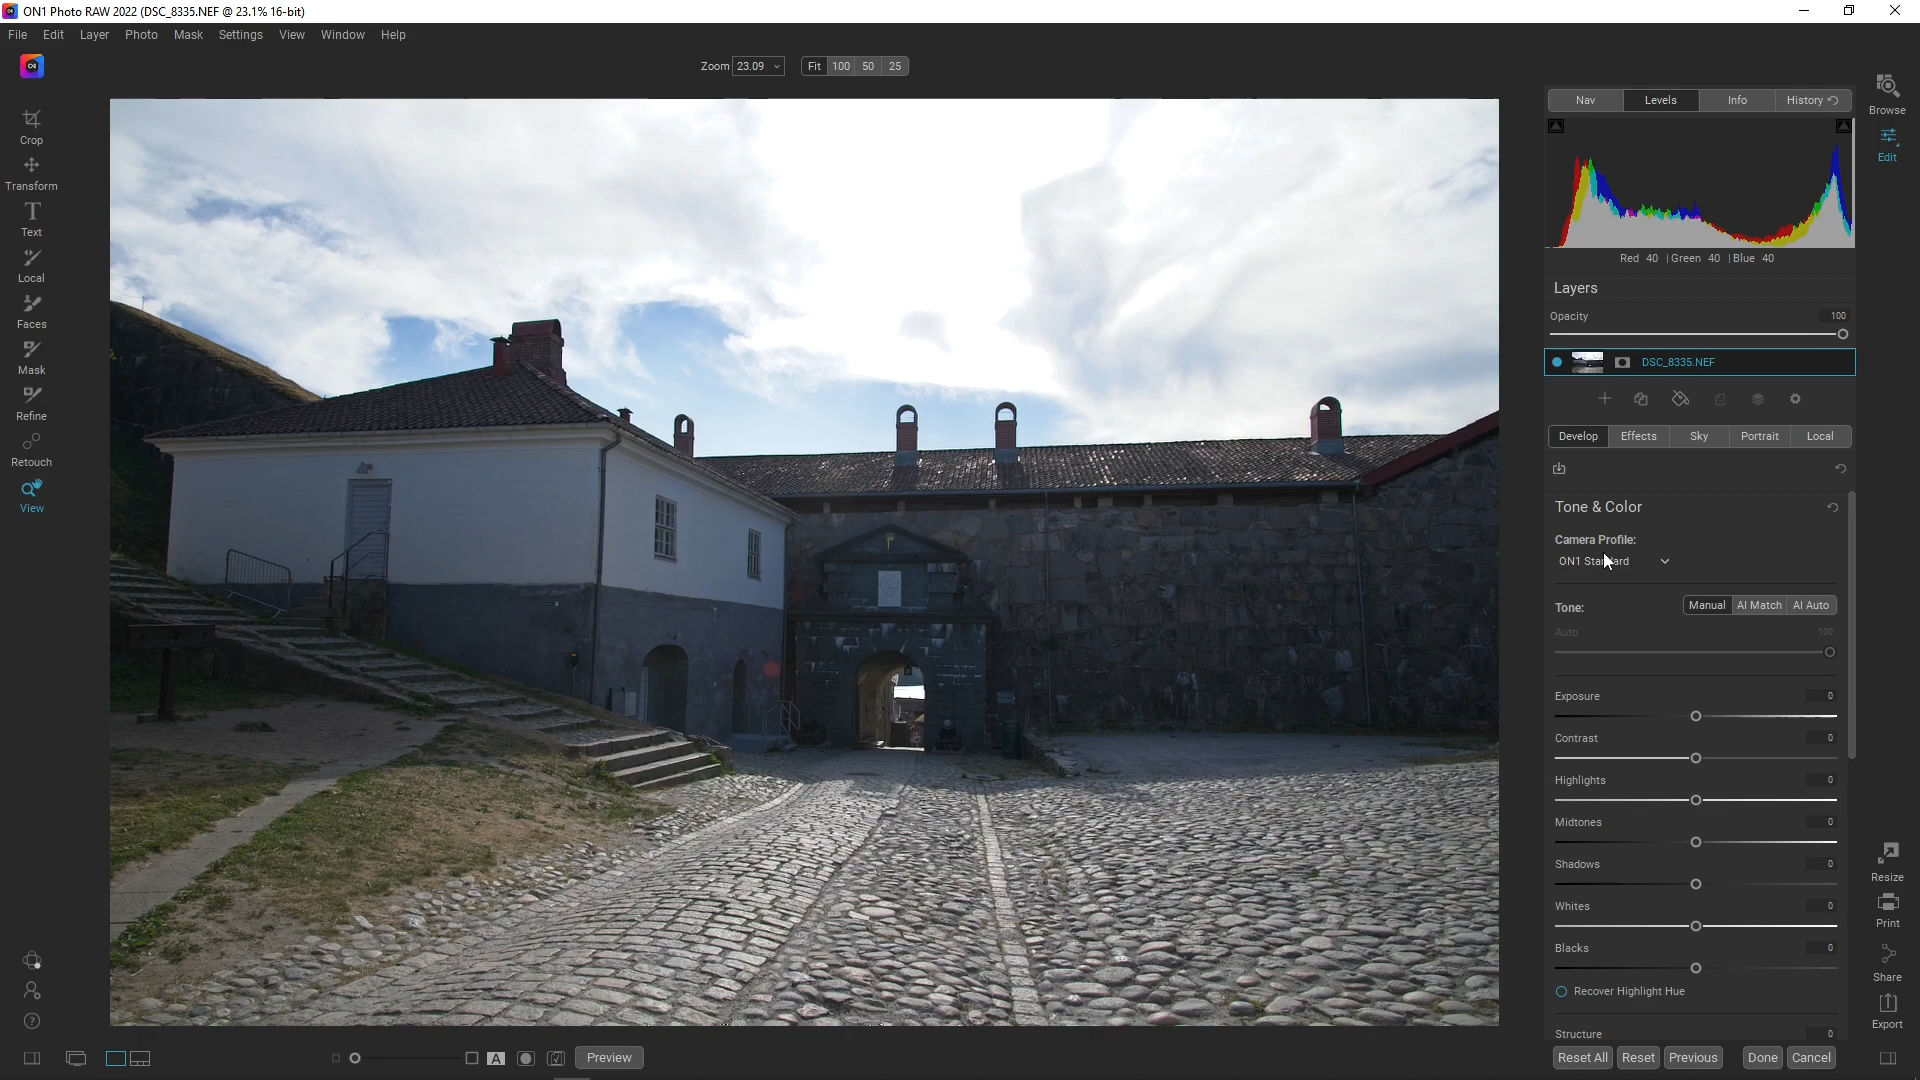 ON1 Photo RAW 2022 (DSC_8335.NEF @ 23.1% 16-bit)
File Edit Layer Photo Mask Settings View Window Help
Zoom 23.09 Fit 100 50 25
Crop
Transform
Text
Local
Faces
Mask
Refine
Retouch
View
Nav Levels Info History
Red 40 | Green 40 | Blue 40
Layers
Opacity 100
DSC_8335.NEF
Develop Effects Sky Portrait Local
Tone & Color
Camera Profile:
ON1 Standard
Tone: Manual AI Match AI Auto
Auto 100
Exposure 0
Contrast 0
Highlights 0
Midtones 0
Shadows 0
Whites 0
Blacks 0
Recover Highlight Hue
Structure 0
Browse
Edit
Resize
Print
Share
Export
A Preview
Reset All Reset Previous Done Cancel